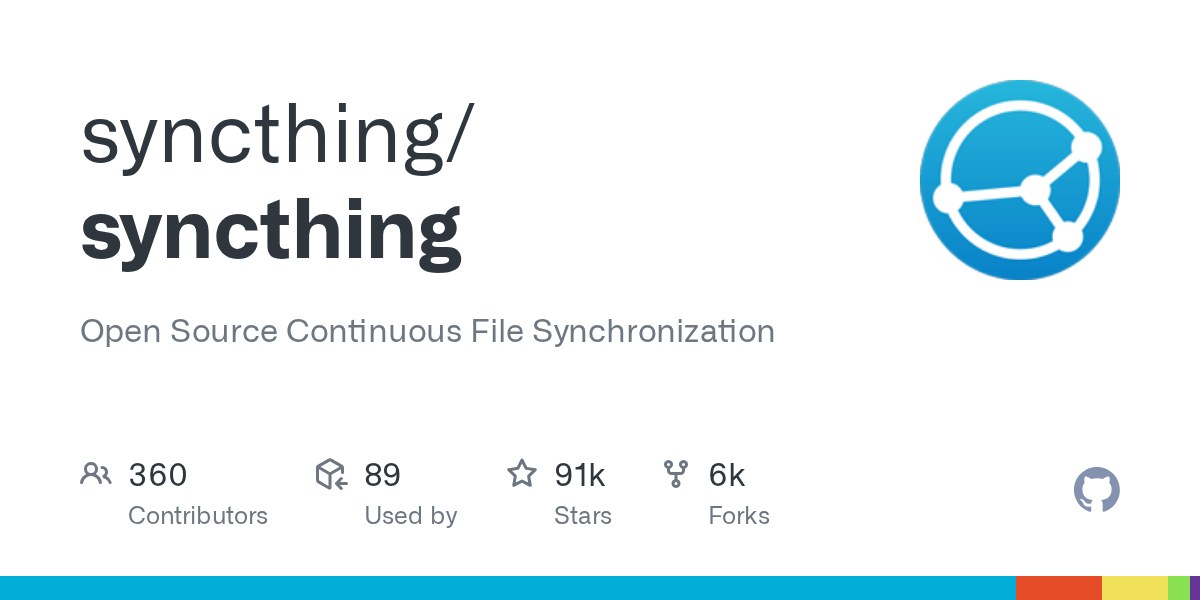 syncthing/
syncthing
Open Source Continuous File Synchronization
360 89 91k 6k
Contributors Used by Stars Forks